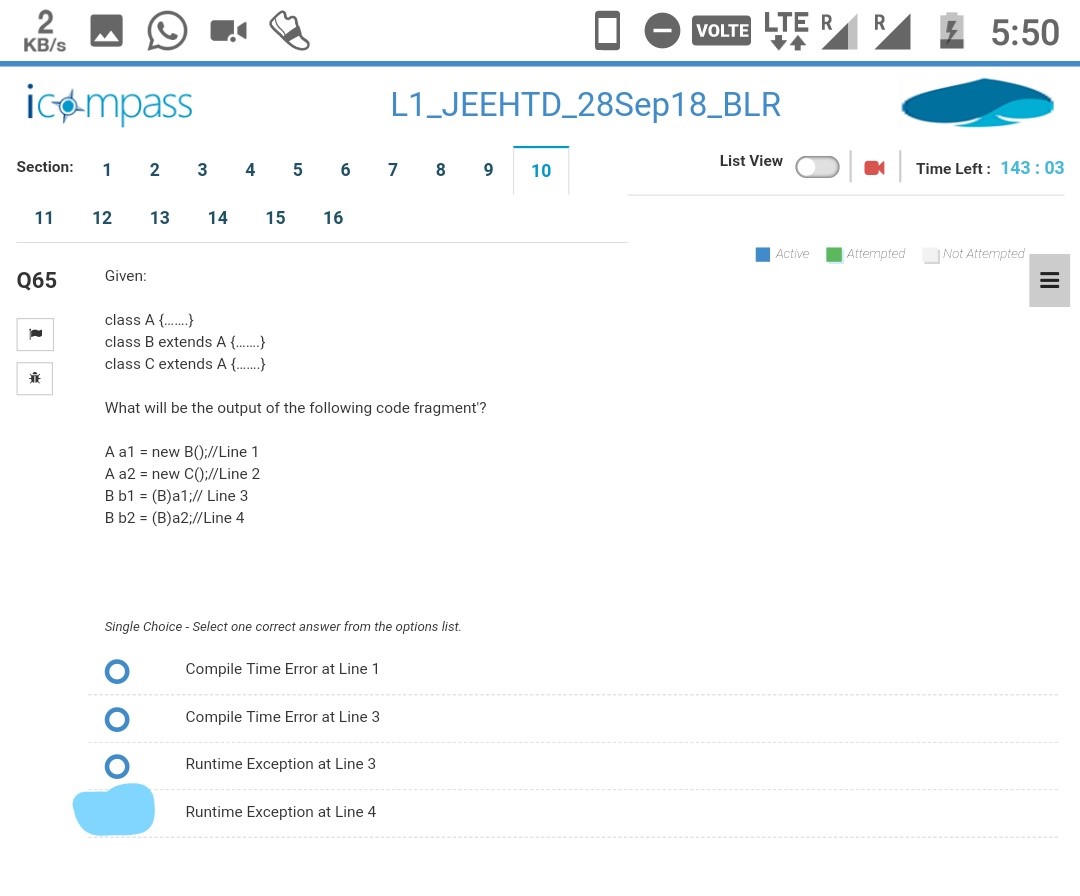 2
KB/s
VOLTE
LTE
R
R
5:50
icompass
L1_JEEHTD_28Sep18_BLR
Section: 1 2 3 4 5 6 7 8 9 10
List View
Time Left : 143 : 03
11 12 13 14 15 16
Active Attempted Not Attempted
Q65
Given:
class A {.......}
class B extends A {.......}
class C extends A {.......}
What will be the output of the following code fragment'?
A a1 = new B();//Line 1
A a2 = new C();//Line 2
B b1 = (B)a1;// Line 3
B b2 = (B)a2;//Line 4
Single Choice - Select one correct answer from the options list.
Compile Time Error at Line 1
Compile Time Error at Line 3
Runtime Exception at Line 3
Runtime Exception at Line 4